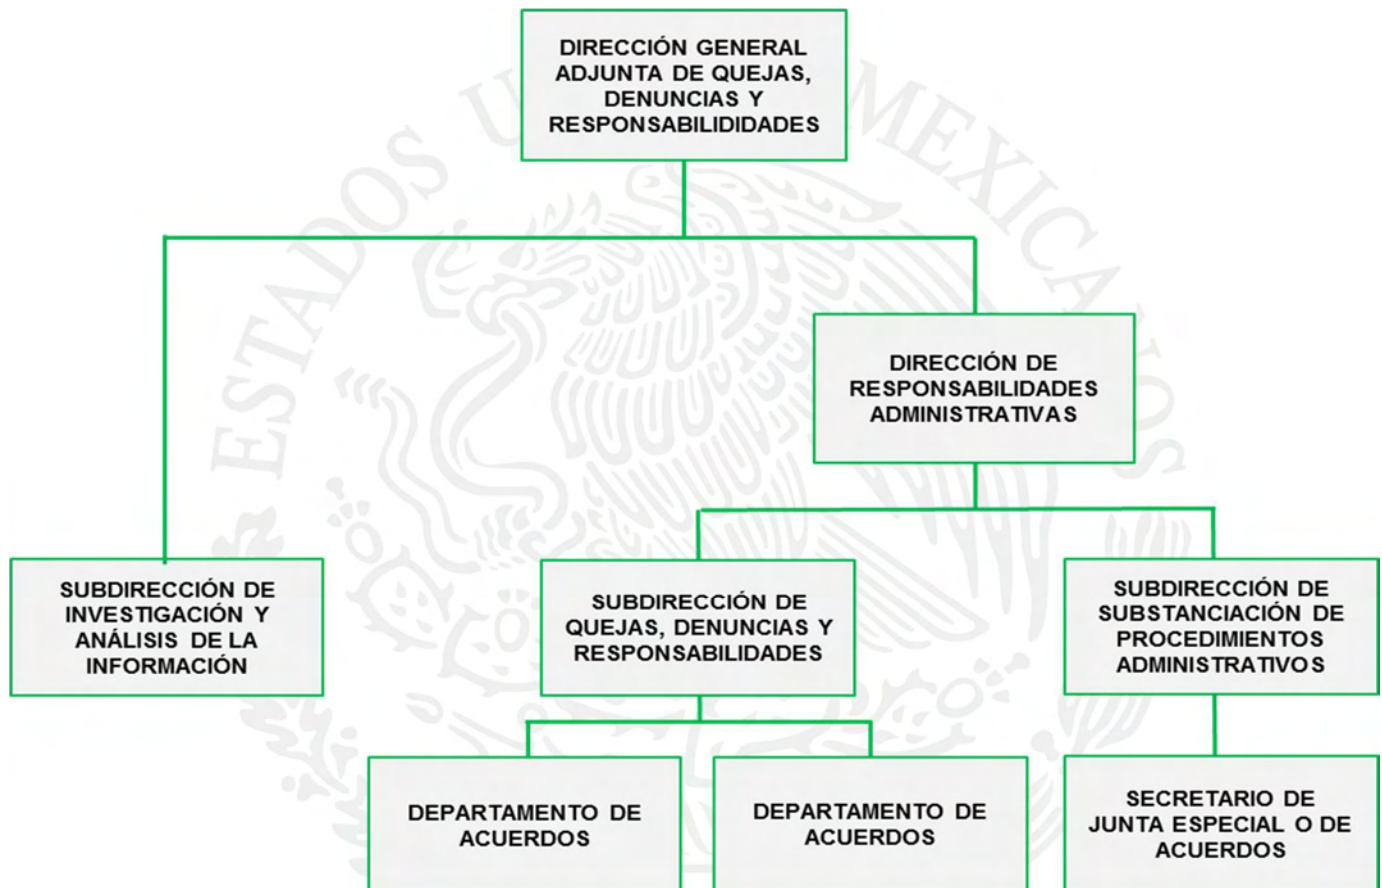 DIRECCIÓN GENERAL
ADJUNTA DE QUEJAS,
DENUNCIAS Y
RESPONSABILIDIDADES
DIRECCIÓN DE
RESPONSABILIDADES
ADMINISTRATIVAS
SUBDIRECCIÓN DE
INVESTIGACIÓN Y
ANÁLISIS DE LA
INFORMACIÓN
SUBDIRECCIÓN DE
QUEJAS, DENUNCIAS Y
RESPONSABILIDADES
SUBDIRECCIÓN DE
SUBSTANCIACIÓN DE
PROCEDIMIENTOS
ADMINISTRATIVOS
DEPARTAMENTO DE
ACUERDOS
DEPARTAMENTO DE
ACUERDOS
SECRETARIO DE
JUNTA ESPECIAL O DE
ACUERDOS
ESTADOS